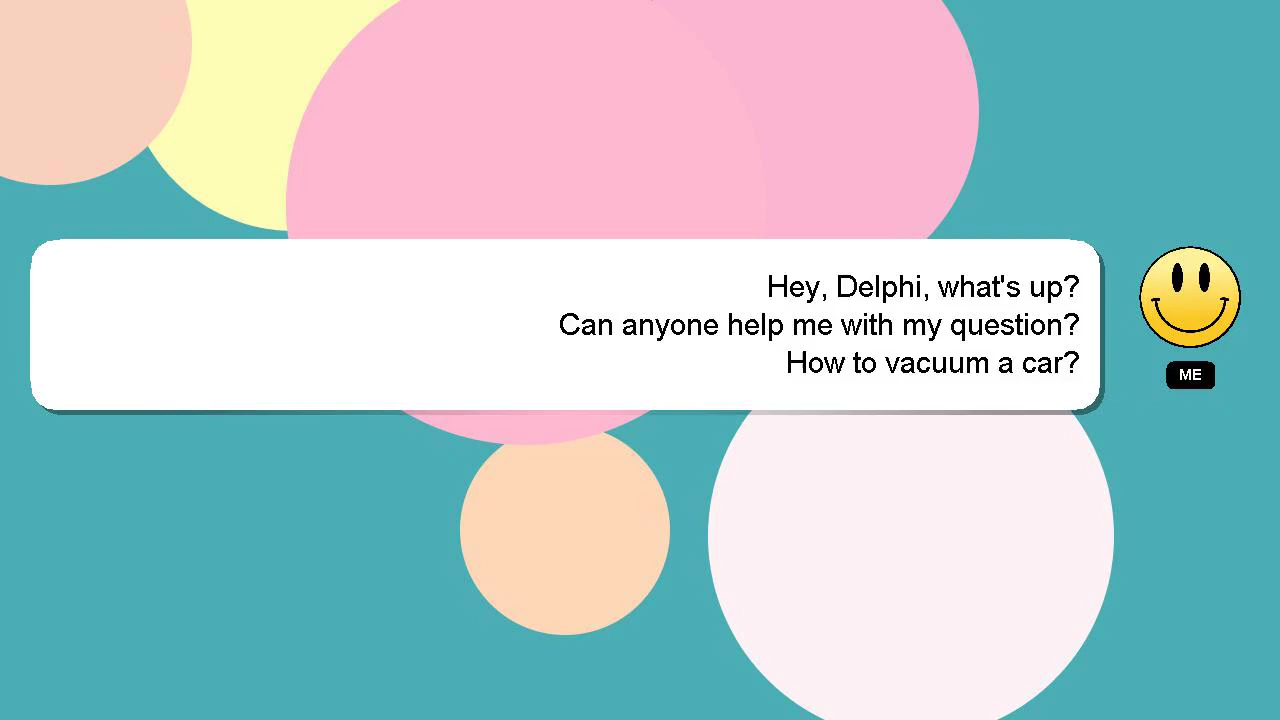 Hey, Delphi, what's up?
Can anyone help me with my question?
How to vacuum a car?
ME